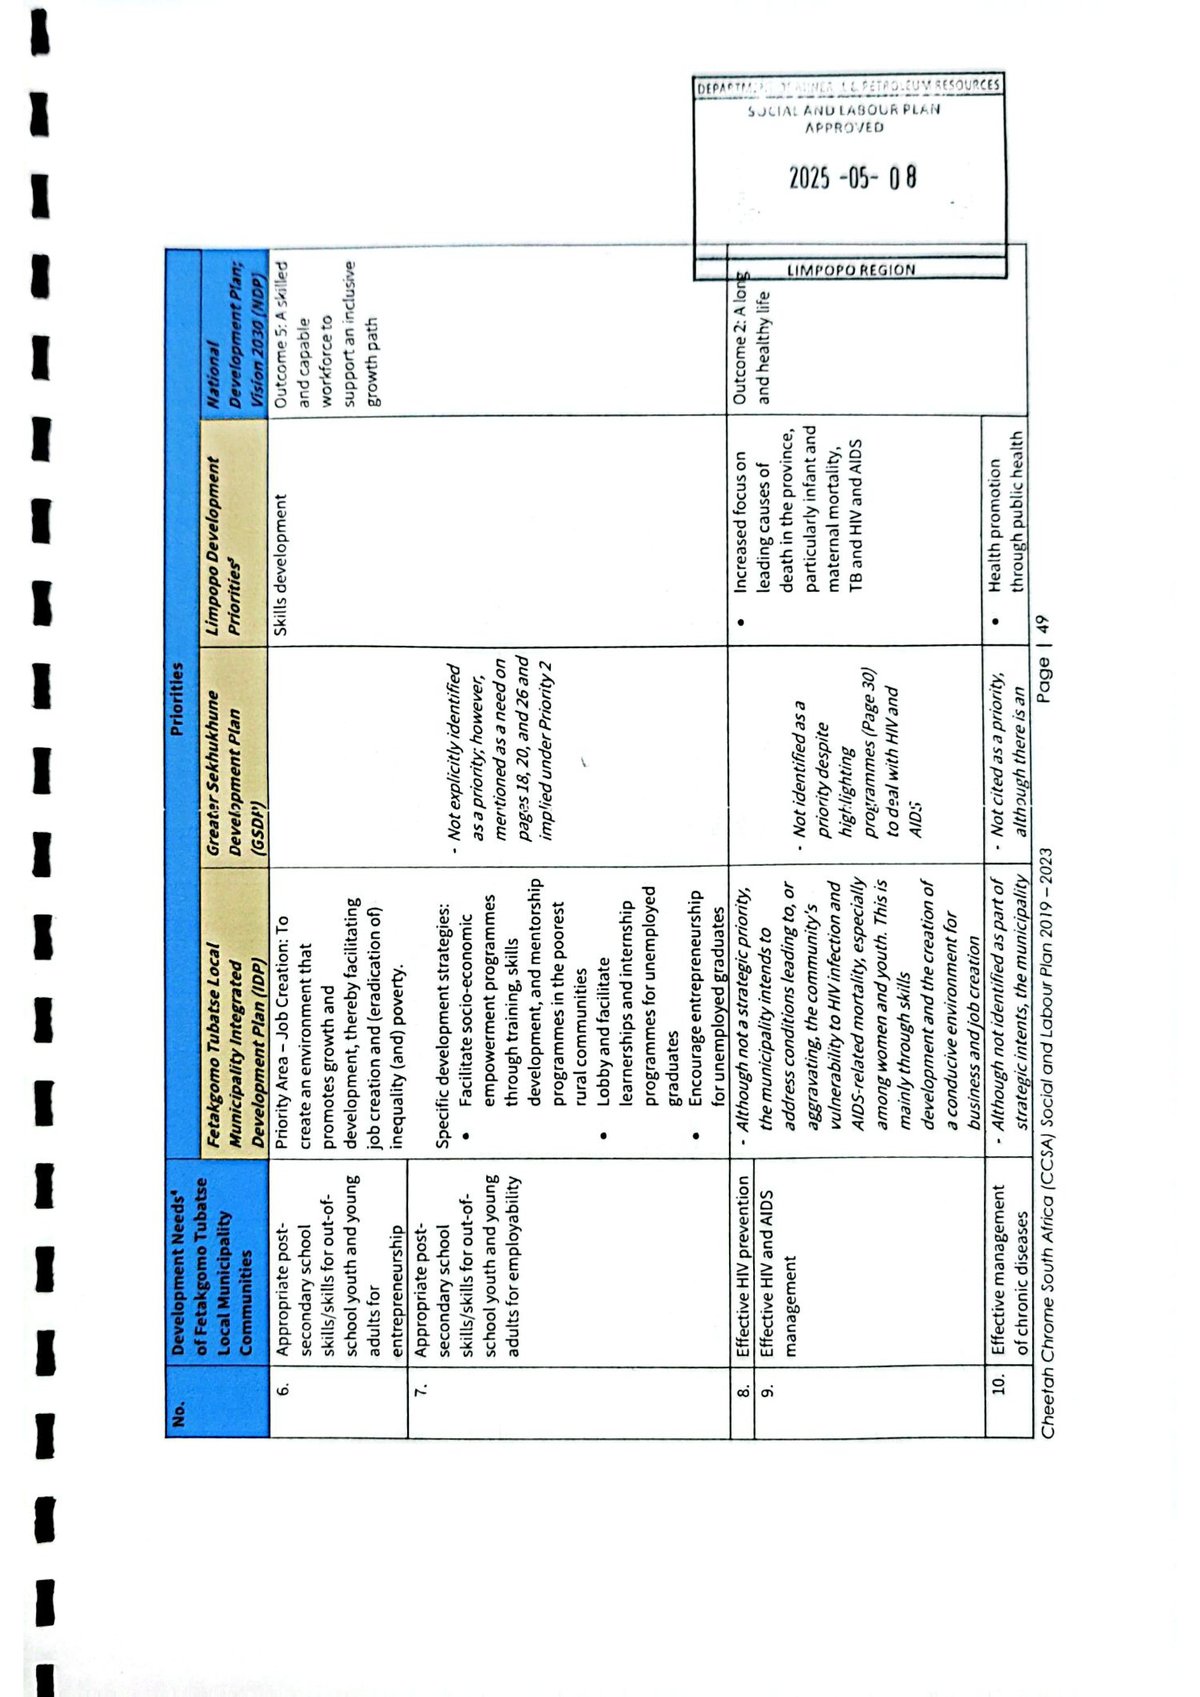 DEPARTMENT OF MINERAL & PETROLEUM RESOURCES
SOCIAL AND LABOUR PLAN
APPROVED
2025 -05- 08
LIMPOPO REGION
No.
Development Needs⁴
of Fetakgomo Tubatse
Local Municipality
Communities
Priorities
Fetakgomo Tubatse Local
Municipality Integrated
Development Plan (IDP)
Greater Sekhukhune
Development Plan
(GSDP)
Limpopo Development
Priorities⁵
National
Development Plan;
Vision 2030 (NDP)
6.
Appropriate post-
secondary school
skills/skills for out-of-
school youth and young
adults for
entrepreneurship
Priority Area – Job Creation: To
create an environment that
promotes growth and
development, thereby facilitating
job creation and (eradication of)
inequality (and) poverty.
Skills development
Outcome 5: A skilled
and capable
workforce to
support an inclusive
growth path
7.
Appropriate post-
secondary school
skills/skills for out-of-
school youth and young
adults for employability
Specific development strategies:
• Facilitate socio-economic
empowerment programmes
through training, skills
development, and mentorship
programmes in the poorest
rural communities
• Lobby and facilitate
learnerships and internship
programmes for unemployed
graduates
• Encourage entrepreneurship
for unemployed graduates
- Not explicitly identified
as a priority; however,
mentioned as a need on
pages 18, 20, and 26 and
implied under Priority 2
8.
Effective HIV prevention
9.
Effective HIV and AIDS
management
- Although not a strategic priority,
the municipality intends to
address conditions leading to, or
aggravating, the community's
vulnerability to HIV infection and
AIDS-related mortality, especially
among women and youth. This is
mainly through skills
development and the creation of
a conducive environment for
business and job creation
- Not identified as a
priority despite
highlighting
programmes (Page 30)
to deal with HIV and
AIDS
• Increased focus on
leading causes of
death in the province,
particularly infant and
maternal mortality,
TB and HIV and AIDS
Outcome 2: A long
and healthy life
10.
Effective management
of chronic diseases
- Although not identified as part of
strategic intents, the municipality
- Not cited as a priority,
although there is an
• Health promotion
through public health
Cheetah Chrome South Africa (CCSA) Social and Labour Plan 2019 – 2023
Page | 49